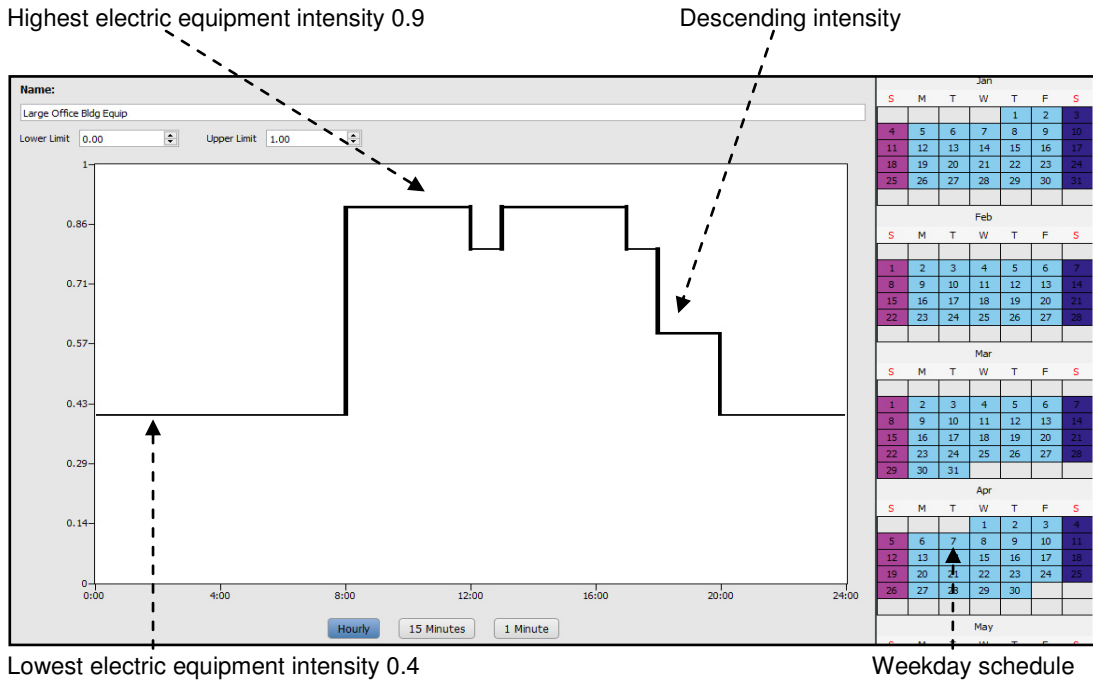 Highest electric equipment intensity 0.9
Descending intensity
Name:
Large Office Bldg Equip
Lower Limit 0.00 Upper Limit 1.00
1
0.86
0.71
0.57
0.43
0.29
0.14
0
0:00 4:00 8:00 12:00 16:00 20:00 24:00
Hourly 15 Minutes 1 Minute
Jan
S M T W T F S
1 2 3
4 5 6 7 8 9 10
11 12 13 14 15 16 17
18 19 20 21 22 23 24
25 26 27 28 29 30 31
Feb
S M T W T F S
1 2 3 4 5 6 7
8 9 10 11 12 13 14
15 16 17 18 19 20 21
22 23 24 25 26 27 28
Mar
S M T W T F S
1 2 3 4 5 6 7
8 9 10 11 12 13 14
15 16 17 18 19 20 21
22 23 24 25 26 27 28
29 30 31
Apr
S M T W T F S
1 2 3 4
5 6 7 8 9 10 11
12 13 15 16 17 18
19 20 21 22 23 24 25
26 27 28 29 30
May
Lowest electric equipment intensity 0.4
Weekday schedule